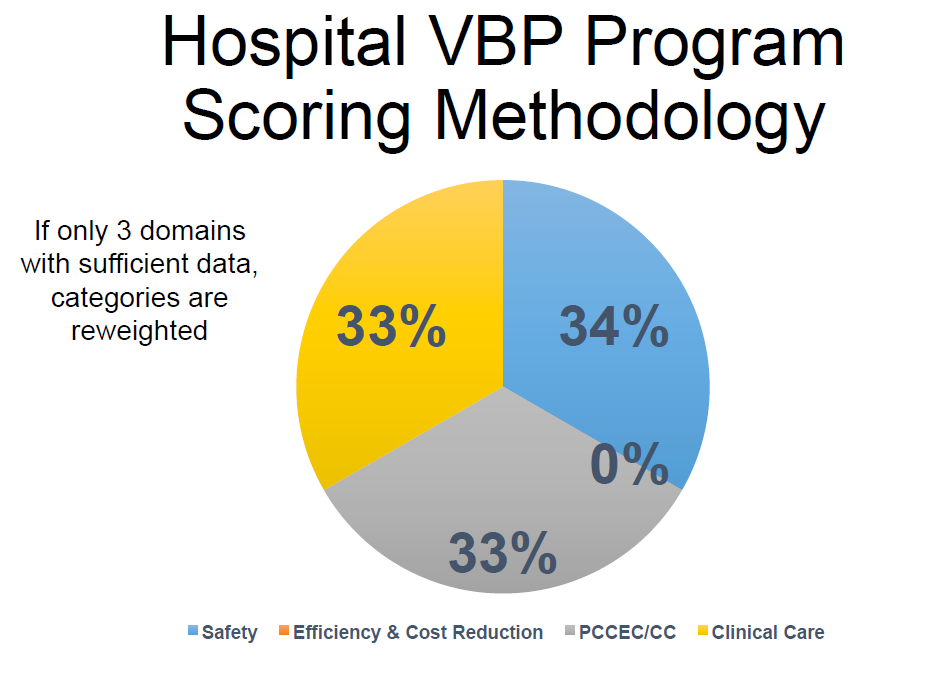 Hospital VBP Program
Scoring Methodology
If only 3 domains
with sufficient data,
categories are
reweighted
33%
34%
0%
33%
Safety
Efficiency & Cost Reduction
PCCEC/CC
Clinical Care